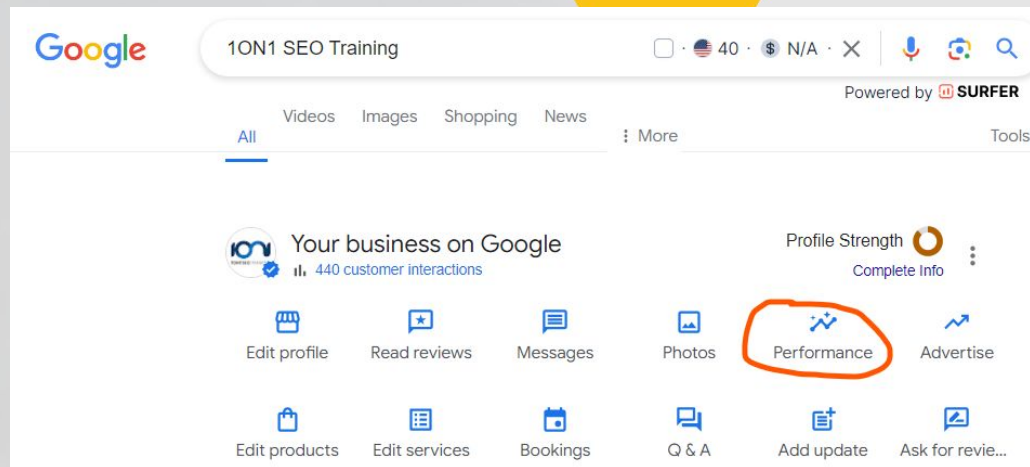 Google
1ON1 SEO Training
40 · N/A ·
Powered by SURFER
All Videos Images Shopping News More Tools
1ON1
Your business on Google
Profile Strength
440 customer interactions
Complete Info
Edit profile Read reviews Messages Photos Performance Advertise
Edit products Edit services Bookings Q & A Add update Ask for revie...